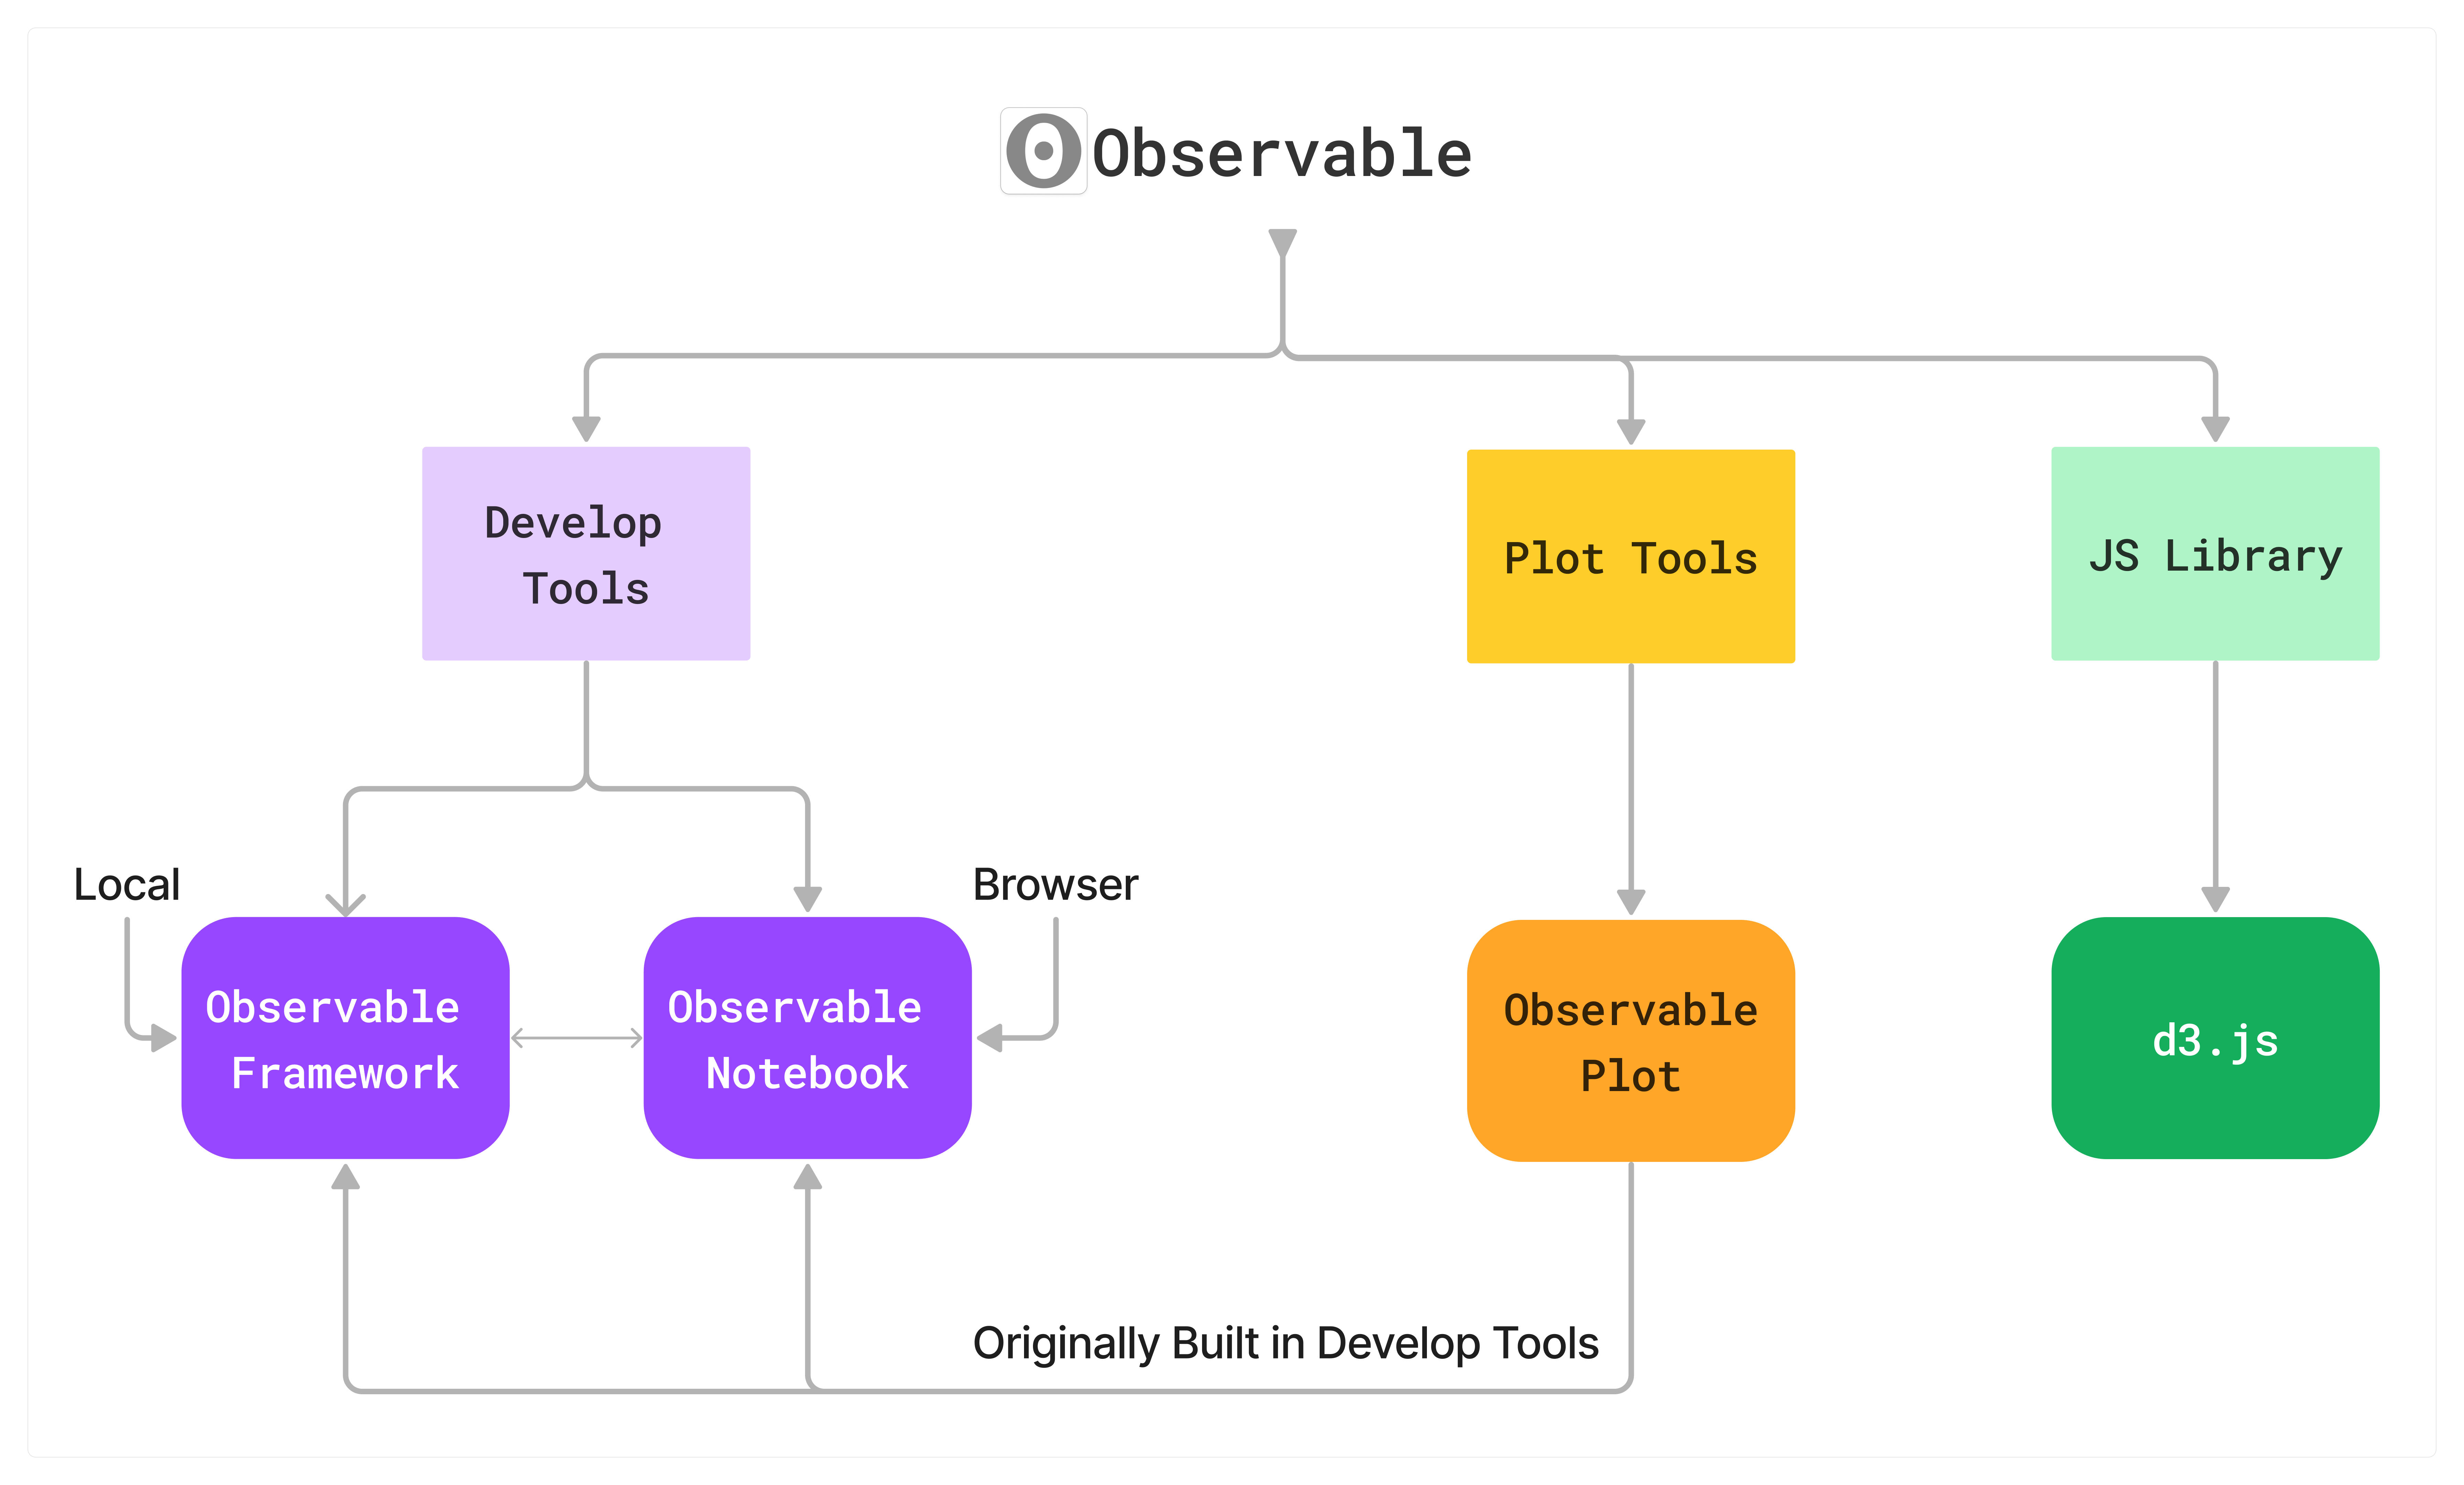 Observable
Develop
Tools
Plot Tools
JS Library
Local
Browser
Observable
Framework
Observable
Notebook
Observable
Plot
d3.js
Originally Built in Develop Tools